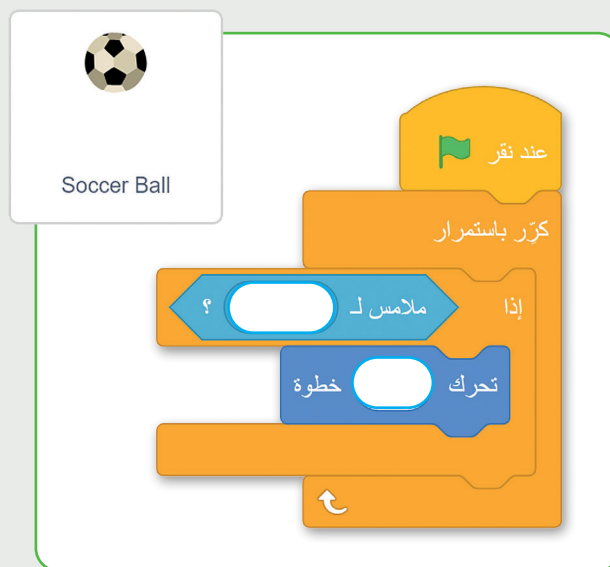 Soccer Ball
عند نقر
كرِّر باستمرار
إذا ملامس لـ ؟
تحرك خطوة